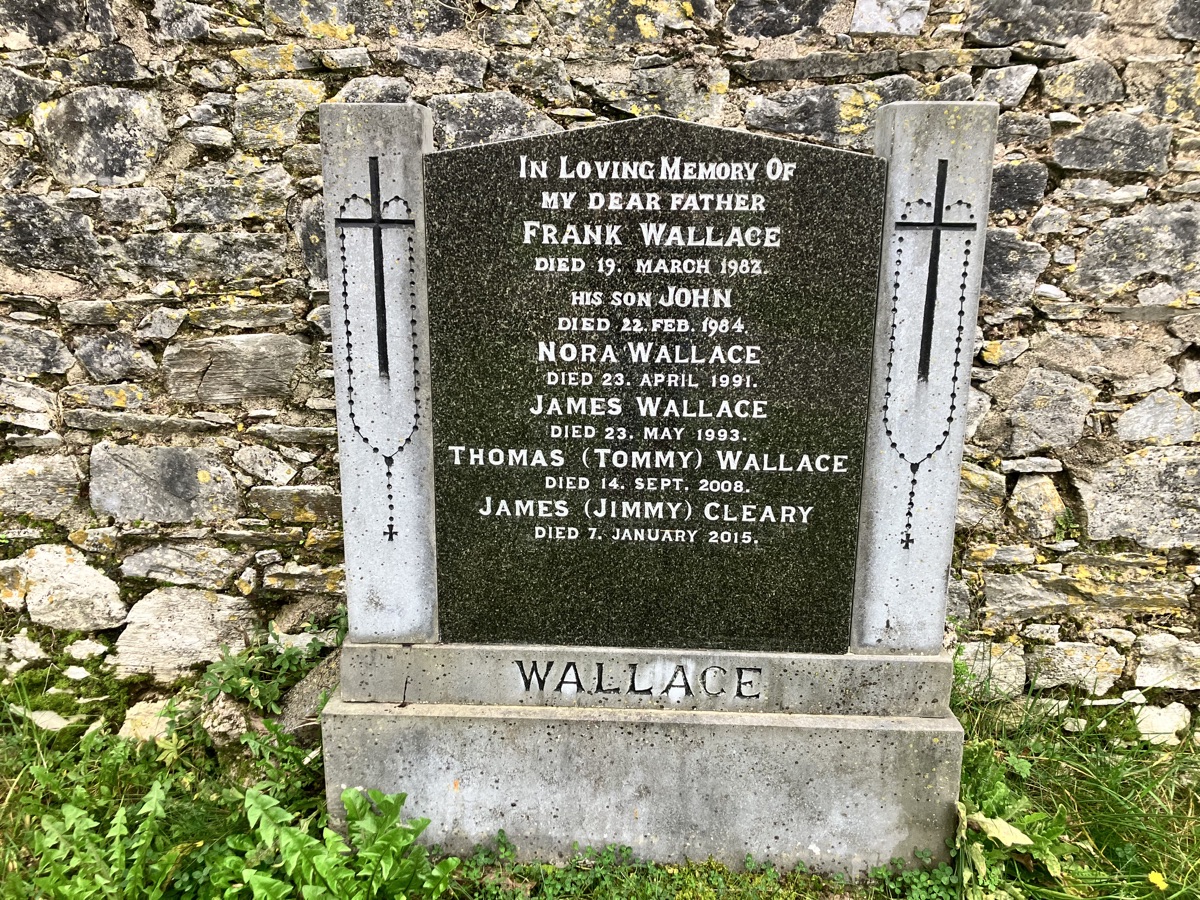 In Loving Memory Of
MY DEAR FATHER
FRANK WALLACE
DIED 19. MARCH 1982.
HIS SON JOHN
DIED 22. FEB. 1984.
NORA WALLACE
DIED 23. APRIL 1991.
JAMES WALLACE
DIED 23. MAY 1993.
THOMAS (TOMMY) WALLACE
DIED 14. SEPT. 2008.
JAMES (JIMMY) CLEARY
DIED 7. JANUARY 2015.
WALLACE